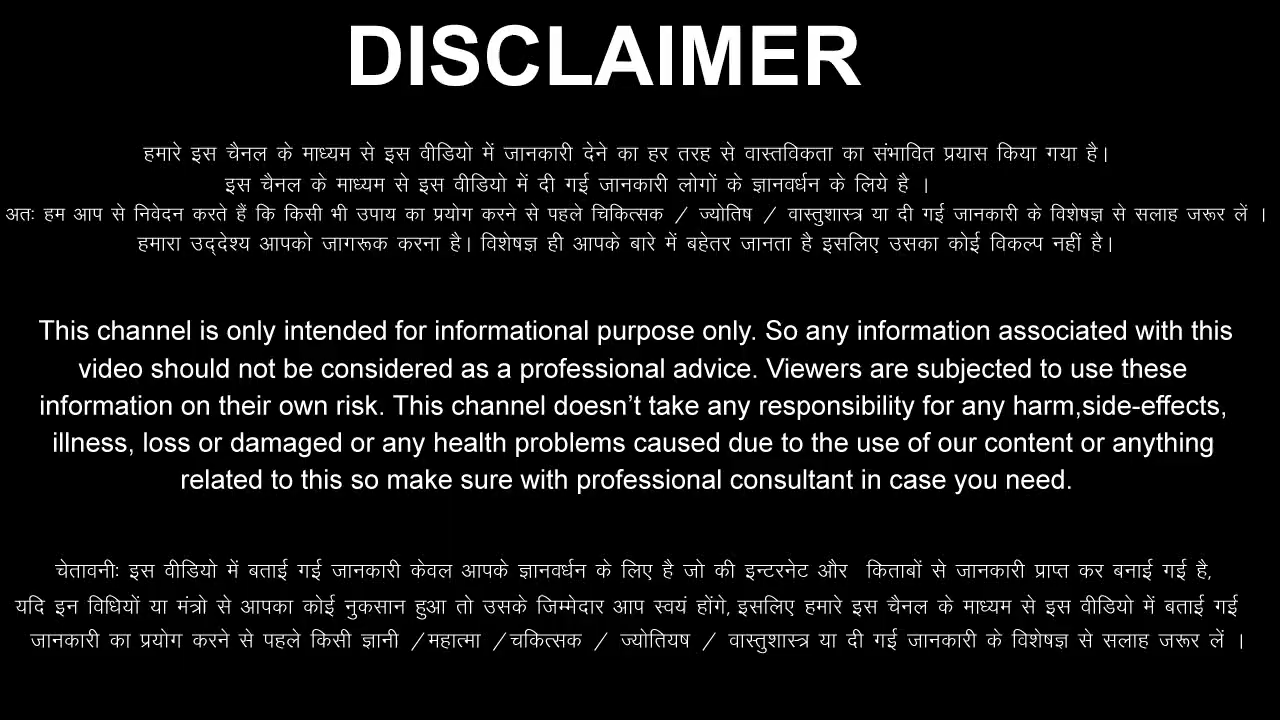 DISCLAIMER
हमारे इस चैनल के माध्यम से इस वीडियो में जानकारी देने का हर तरह से वास्तविकता का संभावित प्रयास किया गया है।
इस चैनल के माध्यम से इस वीडियो में दी गई जानकारी लोगों के ज्ञानवर्धन के लिये है ।
अतः हम आप से निवेदन करते हैं कि किसी भी उपाय का प्रयोग करने से पहले चिकित्सक / ज्योतिष / वास्तुशास्त्र या दी गई जानकारी के विशेषज्ञ से सलाह जरूर लें ।
हमारा उद्देश्य आपको जागरूक करना है। विशेषज्ञ ही आपके बारे में बहेतर जानता है इसलिए उसका कोई विकल्प नहीं है।
This channel is only intended for informational purpose only. So any information associated with this
video should not be considered as a professional advice. Viewers are subjected to use these
information on their own risk. This channel doesn’t take any responsibility for any harm,side-effects,
illness, loss or damaged or any health problems caused due to the use of our content or anything
related to this so make sure with professional consultant in case you need.
चेतावनीः इस वीडियो में बताई गई जानकारी केवल आपके ज्ञानवर्धन के लिए है जो की इन्टरनेट और किताबों से जानकारी प्राप्त कर बनाई गई है,
यदि इन विधियों या मंत्रो से आपका कोई नुकसान हुआ तो उसके जिम्मेदार आप स्वयं होंगे, इसलिए हमारे इस चैनल के माध्यम से इस वीडियो में बताई गई
जानकारी का प्रयोग करने से पहले किसी ज्ञानी /महात्मा /चकित्सक / ज्योतियष / वास्तुशास्त्र या दी गई जानकारी के विशेषज्ञ से सलाह जरूर लें ।